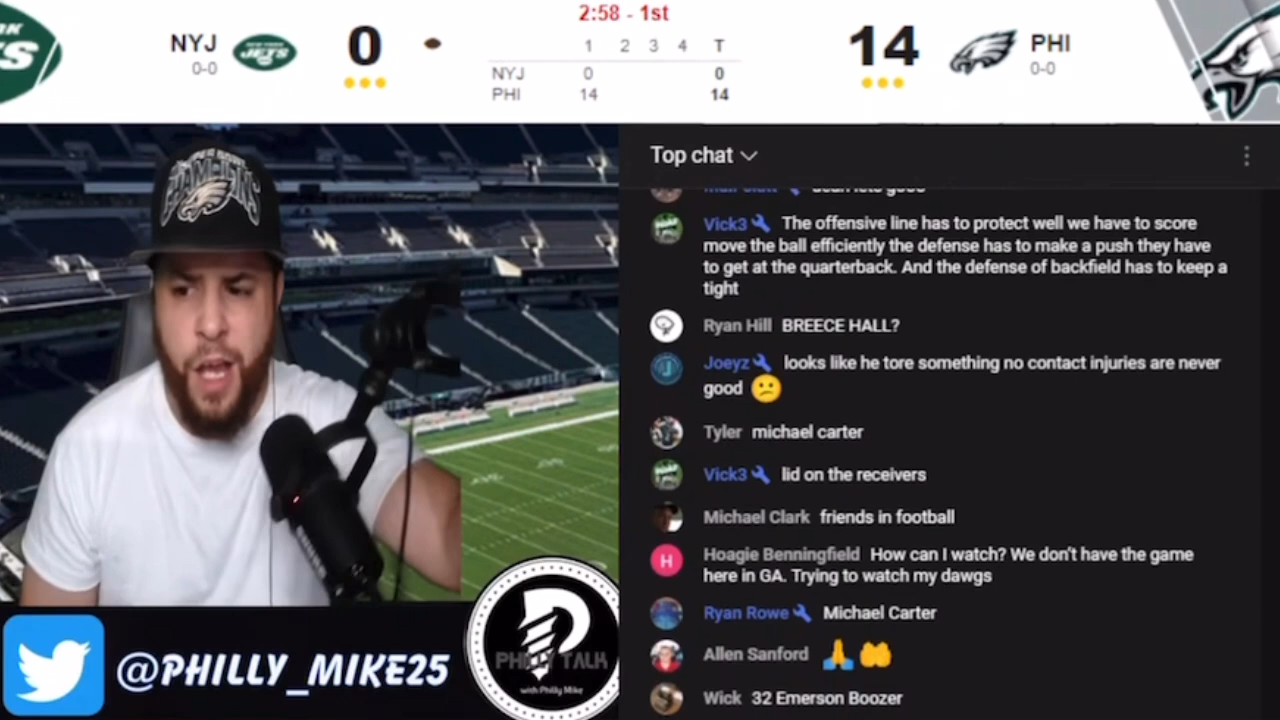 2:58 - 1st
NYJ
0-0
JETS
0
1 2 3 4 T
NYJ 0 0
PHI 14 14
14
PHI
0-0
CHAMPIONS
Top chat
Vick3 The offensive line has to protect well we have to score
move the ball efficiently the defense has to make a push they have
to get at the quarterback. And the defense of backfield has to keep a
tight
Ryan Hill BREECE HALL?
Joeyz looks like he tore something no contact injuries are never
good 😕
Tyler michael carter
Vick3 lid on the receivers
Michael Clark friends in football
H
Hoagie Benningfield How can I watch? We don't have the game
here in GA. Trying to watch my dawgs
Ryan Rowe Michael Carter
Allen Sanford 🙏🤲
Wick 32 Emerson Boozer
@PHILLY_MIKE25
PHILLY TALK
with Philly Mike